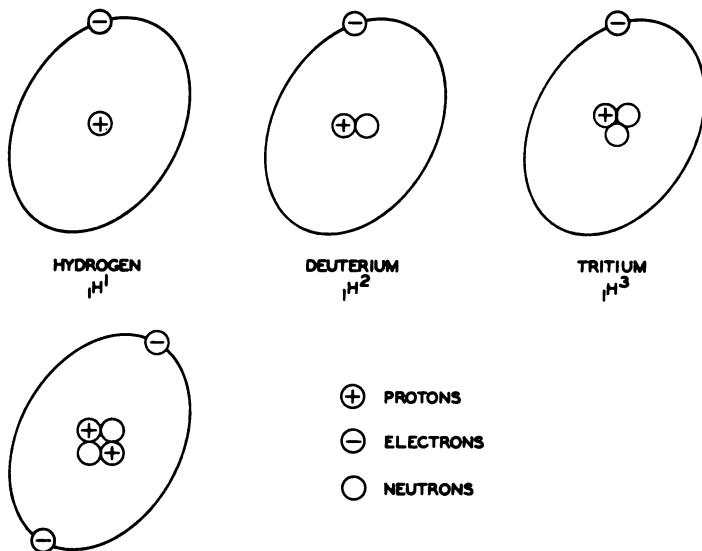 HYDROGEN
₁H¹
DEUTERIUM
₁H²
TRITIUM
₁H³
+ PROTONS
− ELECTRONS
NEUTRONS